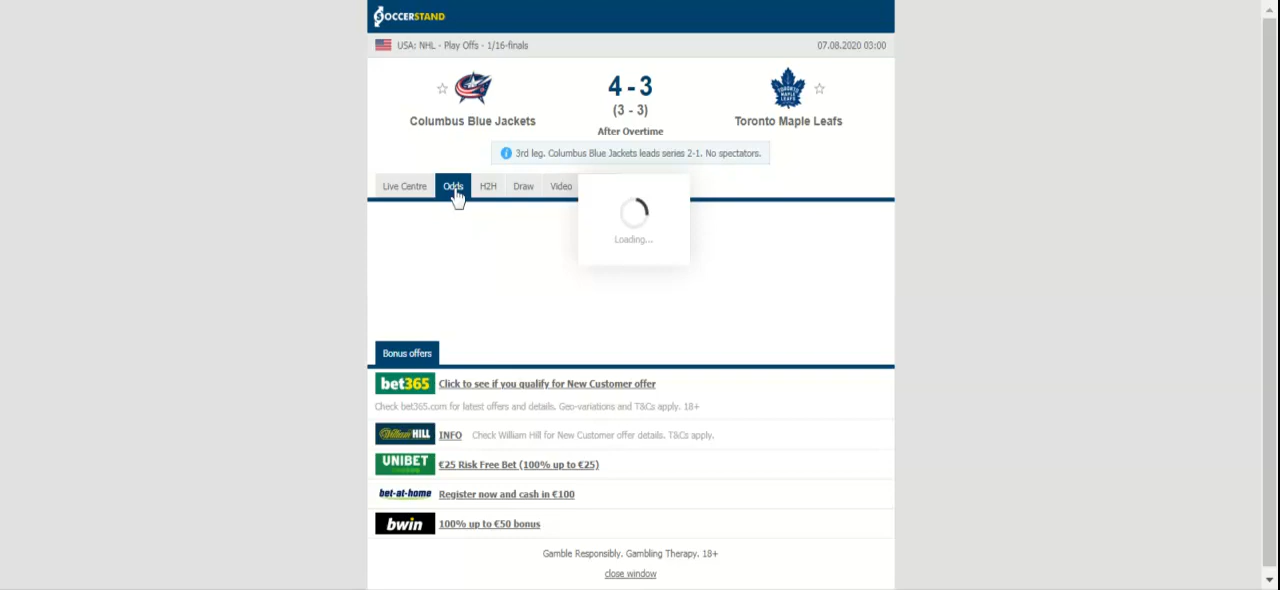 SOCCERSTAND
USA: NHL - Play Offs - 1/16-finals 07.08.2020 03:00
4 - 3
(3 - 3)
TORONTO MAPLE LEAFS
Columbus Blue Jackets Toronto Maple Leafs
After Overtime
3rd leg. Columbus Blue Jackets leads series 2-1. No spectators.
Live Centre Odds H2H Draw Video
Loading...
Bonus offers
bet365 Click to see if you qualify for New Customer offer
Check bet365.com for latest offers and details. Geo-variations and T&Cs apply. 18+
William HILL INFO Check William Hill for New Customer offer details. T&Cs apply.
UNIBET €25 Risk Free Bet (100% up to €25)
bet-at-home Register now and cash in €100
bwin 100% up to €50 bonus
Gamble Responsibly. Gambling Therapy. 18+
close window